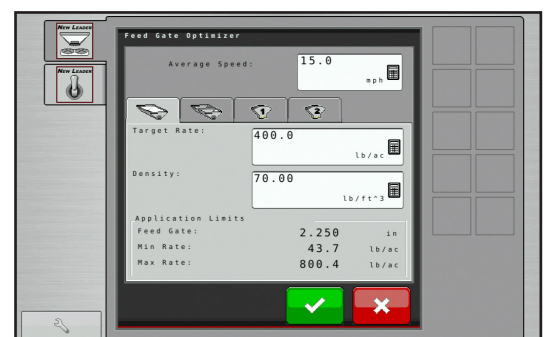 NEW LEADER
NEW LEADER
Feed Gate Optimizer
Average Speed: 15.0
mph
1 2
Target Rate: 400.0
lb/ac
Density: 70.00
lb/ft^3
Application Limits
Feed Gate: 2.250 in
Min Rate: 43.7 lb/ac
Max Rate: 800.4 lb/ac